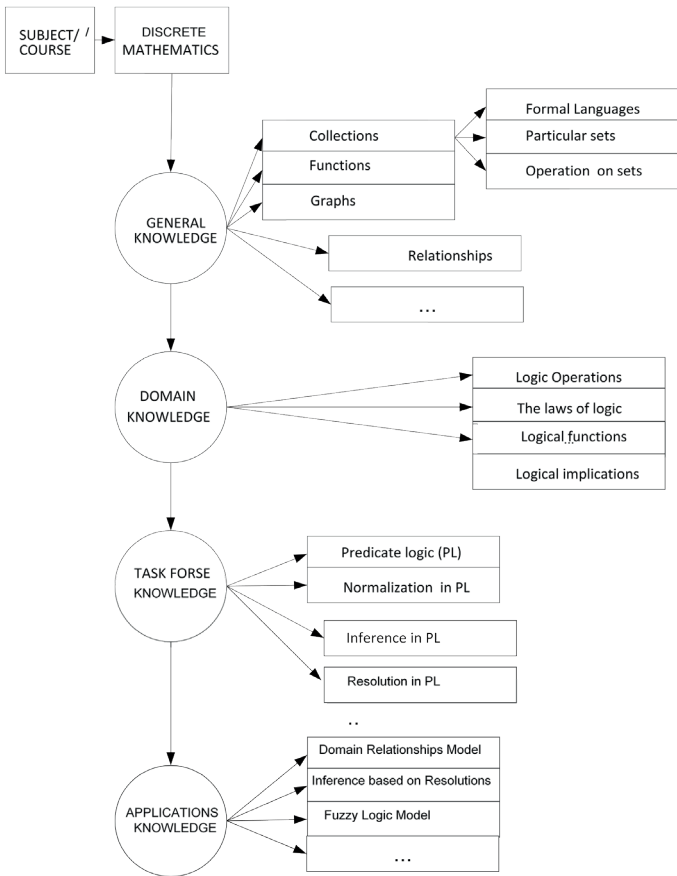 SUBJECT/ /
COURSE
DISCRETE
MATHEMATICS
GENERAL
KNOWLEDGE
Collections
Functions
Graphs
Relationships
...
Formal Languages
Particular sets
Operation on sets
DOMAIN
KNOWLEDGE
Logic Operations
The laws of logic
Logical functions
...
Logical implications
TASK FORSE
KNOWLEDGE
Predicate logic (PL)
Normalization in PL
Inference in PL
Resolution in PL
..
APPLICATIONS
KNOWLEDGE
Domain Relationships Model
Inference based on Resolutions
Fuzzy Logic Model
...